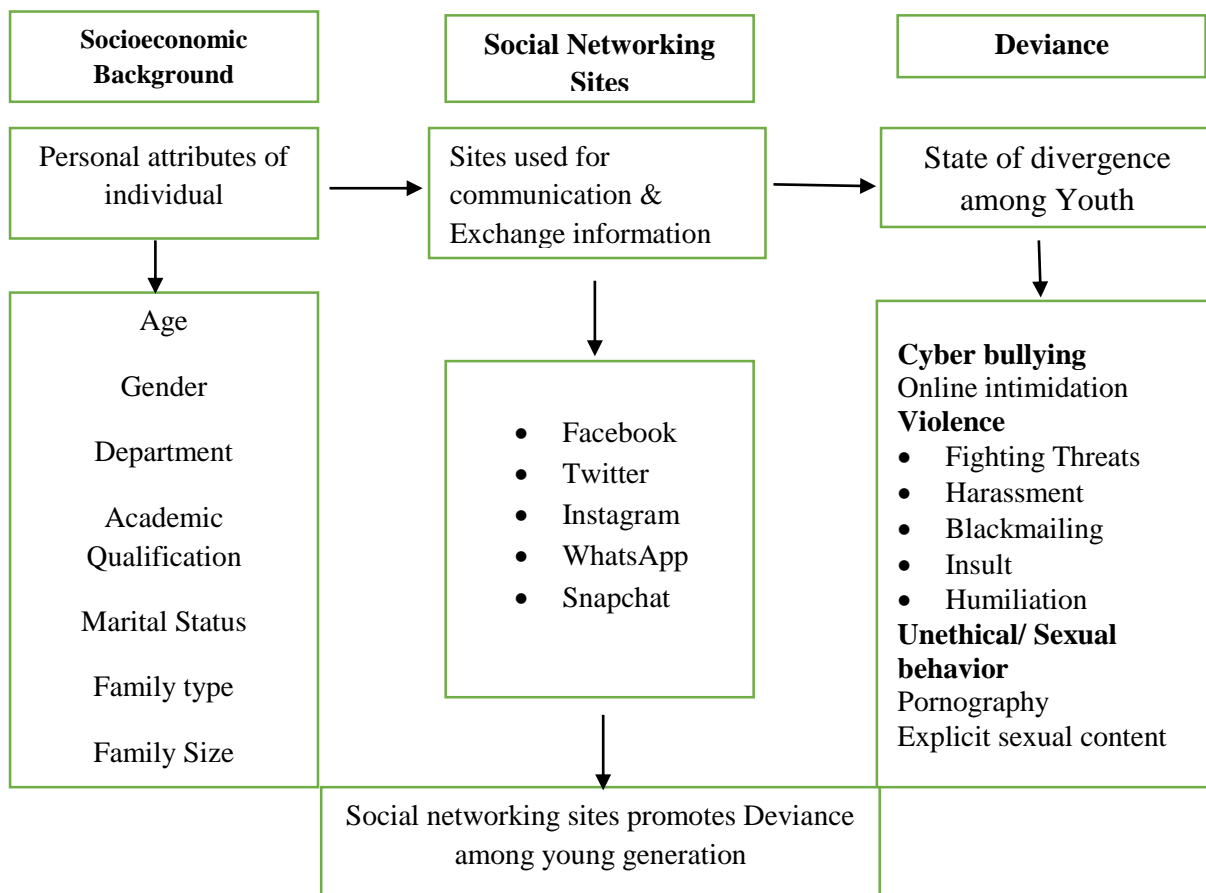 Socioeconomic
Background
Social Networking
Sites
Deviance
Personal attributes of
individual
Sites used for
communication &
Exchange information
State of divergence
among Youth
Age
Gender
Department
Academic
Qualification
Marital Status
Family type
Family Size
• Facebook
• Twitter
• Instagram
• WhatsApp
• Snapchat
Cyber bullying
Online intimidation
Violence
• Fighting Threats
• Harassment
• Blackmailing
• Insult
• Humiliation
Unethical/ Sexual
behavior
Pornography
Explicit sexual content
Social networking sites promotes Deviance
among young generation